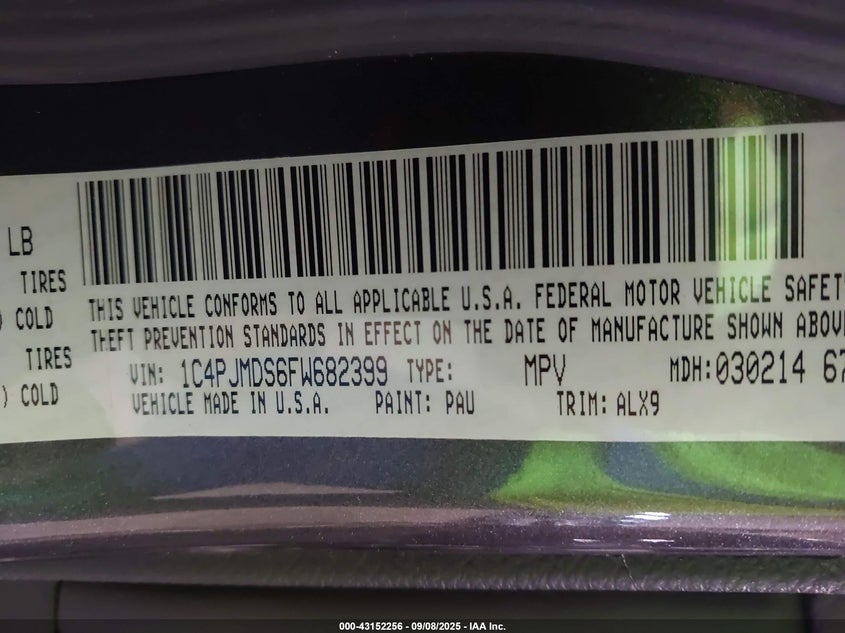 LB
TIRES
) COLD
TIRES
) COLD
THIS VEHICLE CONFORMS TO ALL APPLICABLE U.S.A. FEDERAL MOTOR VEHICLE SAFETY
THEFT PREVENTION STANDARDS IN EFFECT ON THE DATE OF MANUFACTURE SHOWN ABOVE
VIN: 1C4PJMDS6FW682399 TYPE: MPV MDH:030214 67
VEHICLE MADE IN U.S.A. PAINT: PAU TRIM: ALX9
000-43152256 - 09/08/2025 - IAA Inc.